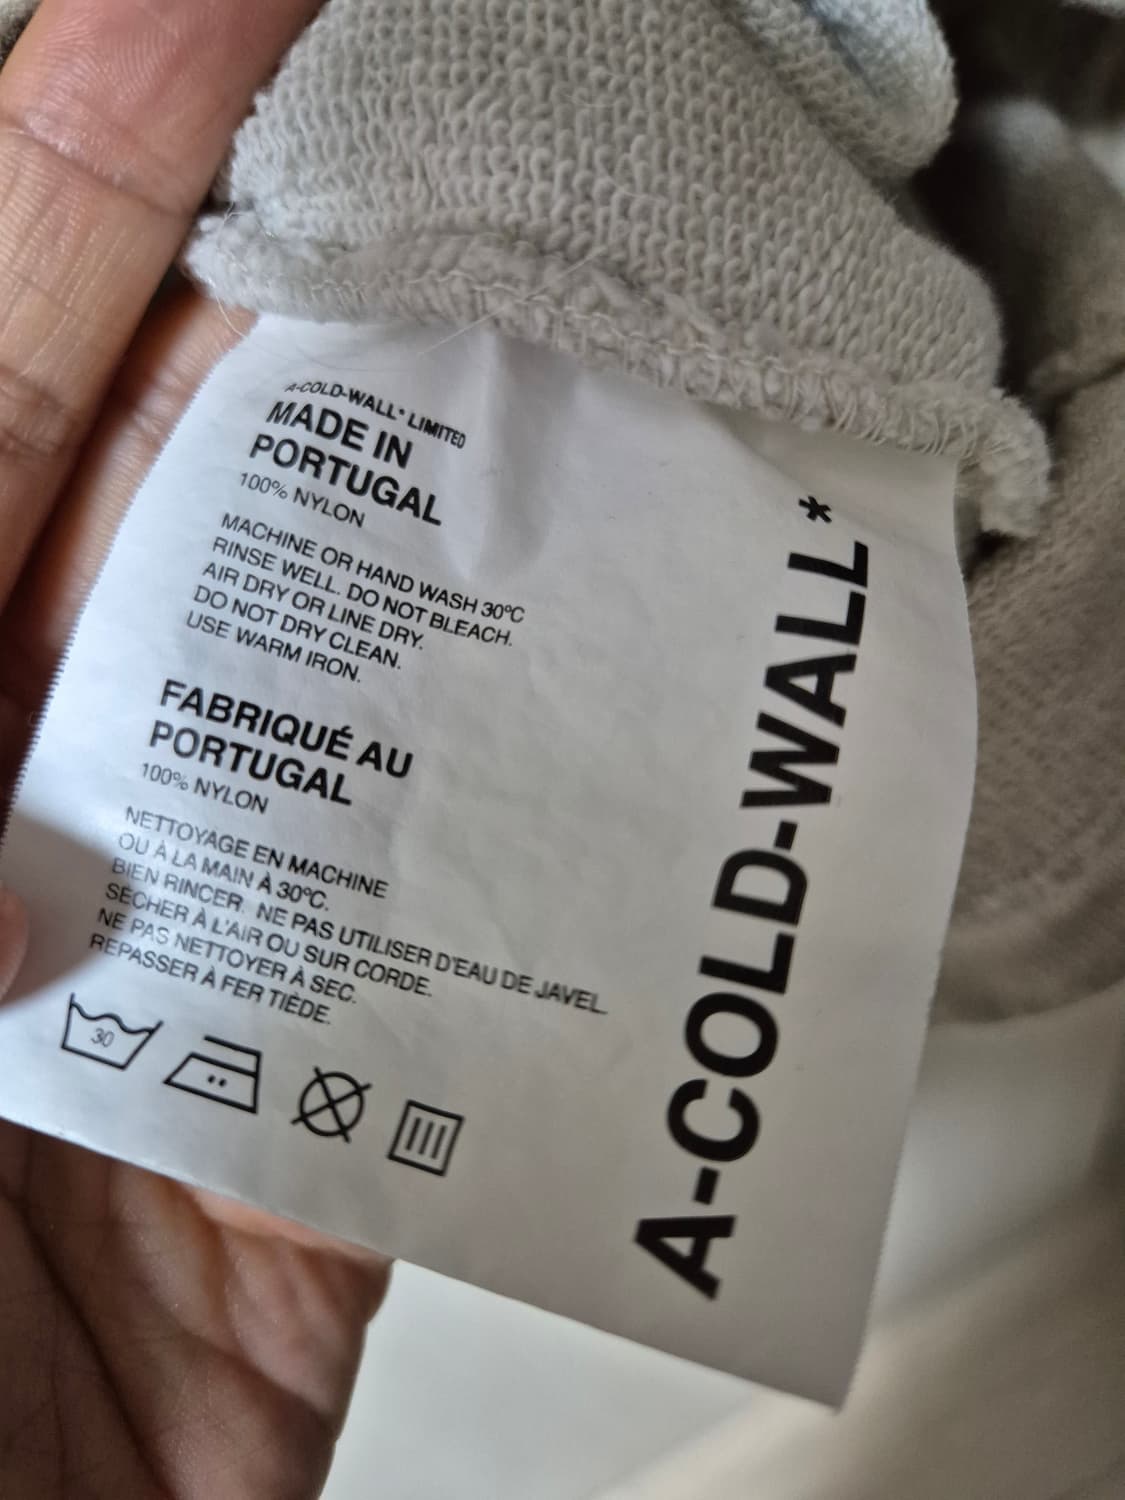 A-COLD-WALL* LIMITED
MADE IN
PORTUGAL
100% NYLON
MACHINE OR HAND WASH 30ºC
RINSE WELL. DO NOT BLEACH.
AIR DRY OR LINE DRY.
DO NOT DRY CLEAN.
USE WARM IRON.
FABRIQUÉ AU
PORTUGAL
100% NYLON
NETTOYAGE EN MACHINE
OU À LA MAIN À 30ºC.
BIEN RINCER. NE PAS UTILISER D'EAU DE JAVEL.
SÉCHER À L'AIR OU SUR CORDE.
NE PAS NETTOYER À SEC.
REPASSER À FER TIÈDE.
30
A-COLD-WALL*